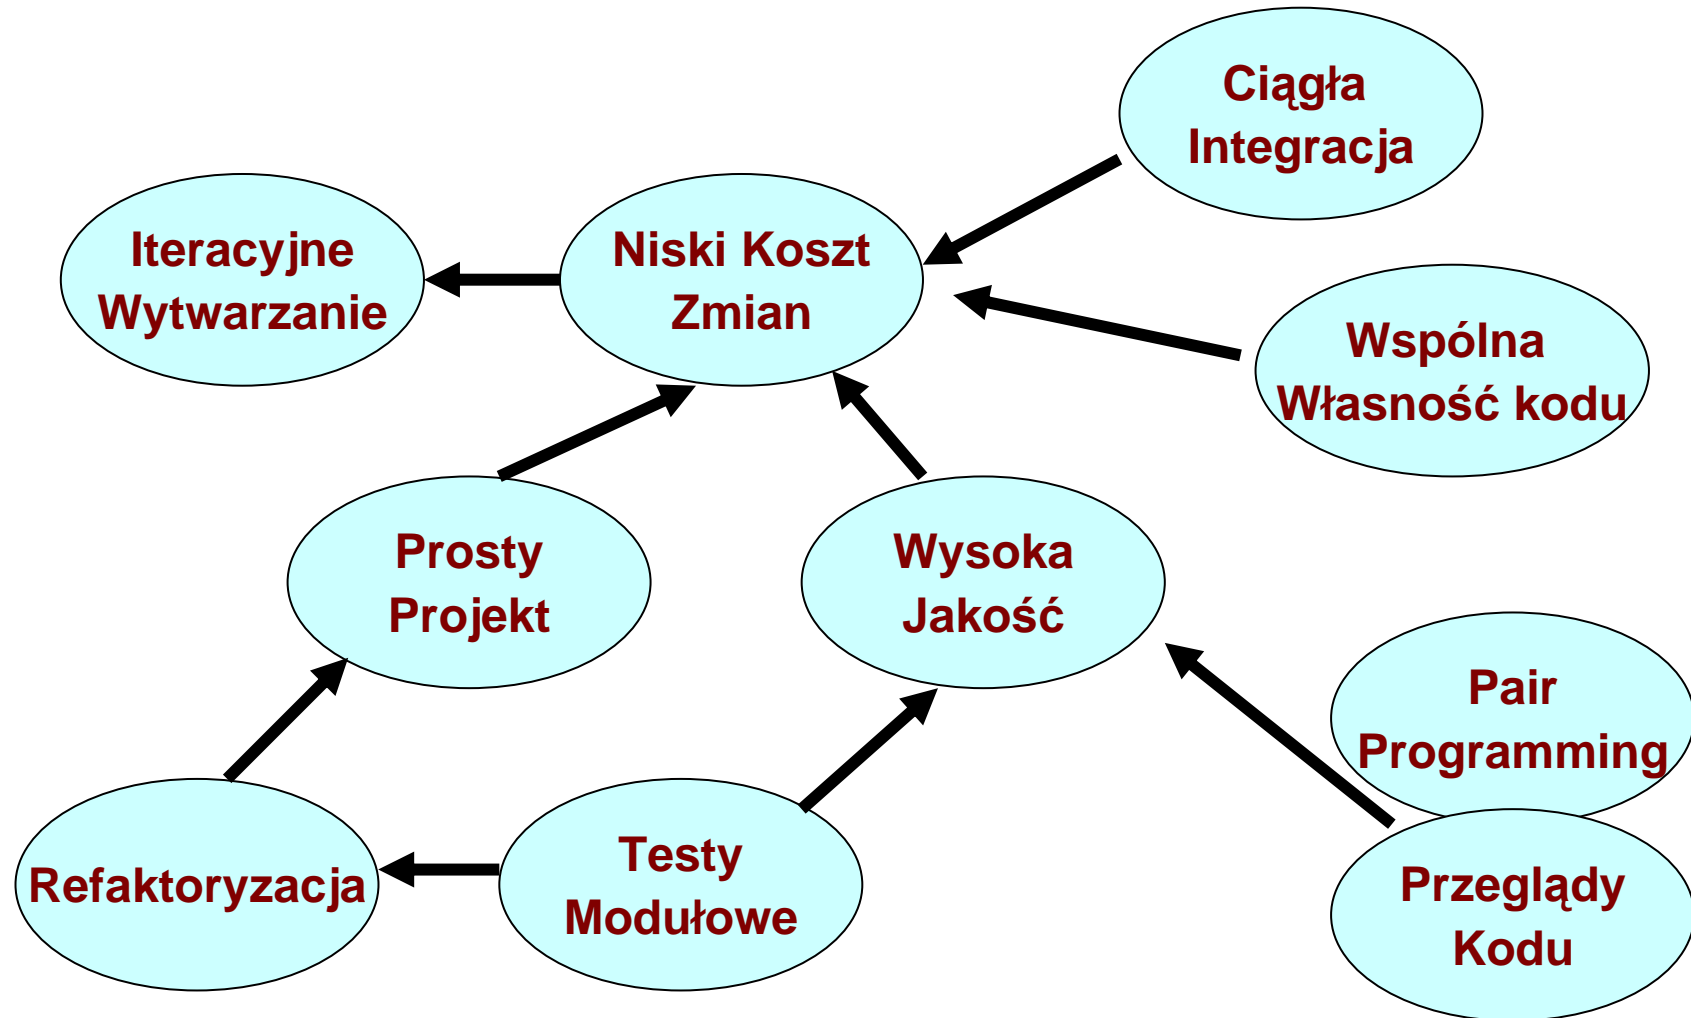 Ciągła
Integracja
Iteracyjne
Wytwarzanie
Niski Koszt
Zmian
Wspólna
Własność kodu
Prosty
Projekt
Wysoka
Jakość
Pair
Programming
Refaktoryzacja
Testy
Modułowe
Przeglądy
Kodu